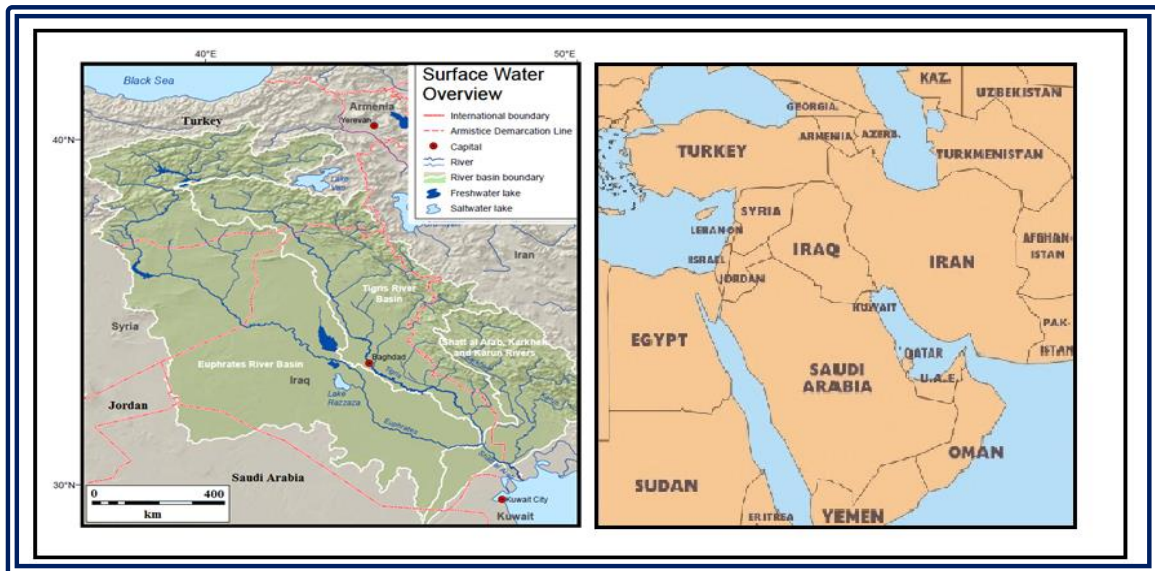 40°E
50°E
Black Sea
Surface Water
Overview
International boundary
Armistice Demarcation Line
Capital
River
River basin boundary
Freshwater lake
Saltwater lake
Armenia
Yerevan
Turkey
40°N
Lake
Van
Iran
Tigris River
Basin
Syria
Shatt al Arab, Karkheh,
and Karun Rivers
Baghdad
Tigris
Euphrates River Basin
Iraq
Lake
Razzaza
Jordan
Euphrates
Saudi Arabia
30°N
0 400
km
Kuwait City
Kuwait
KAZ.
UZBEKISTAN
GEORGIA
ARMENIA
AZERB.
TURKEY
TURKMENISTAN
SYRIA
LEBANON
IRAQ
IRAN
AFGHAN-
ISTAN
ISRAEL
JORDAN
KUWAIT
EGYPT
PAK-
ISTAN
QATAR
SAUDI
ARABIA
U.A.E.
OMAN
SUDAN
ERITREA
YEMEN